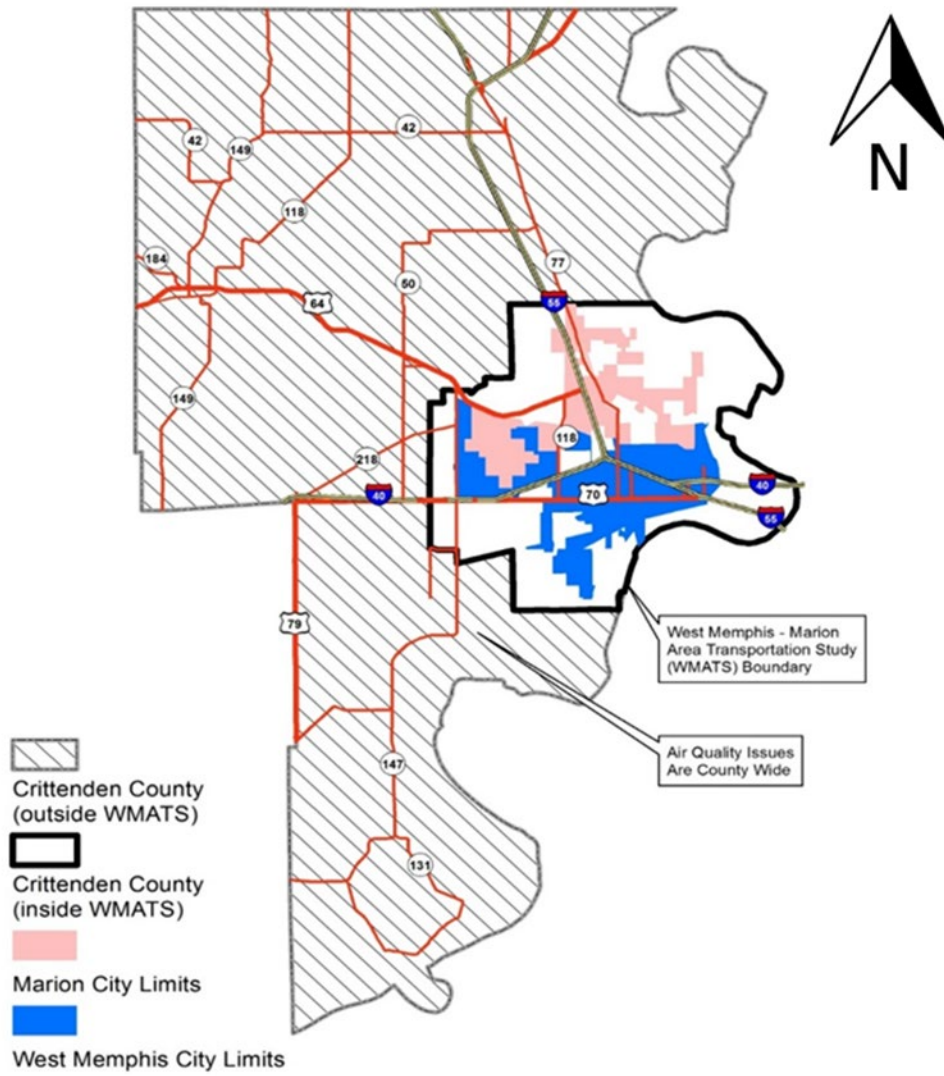 N
42
42
149
118
184
77
50
64
55
149
118
218
40
70
40
55
79
West Memphis - Marion
Area Transportation Study
(WMATS) Boundary
Air Quality Issues
Are County Wide
147
131
Crittenden County
(outside WMATS)
Crittenden County
(inside WMATS)
Marion City Limits
West Memphis City Limits